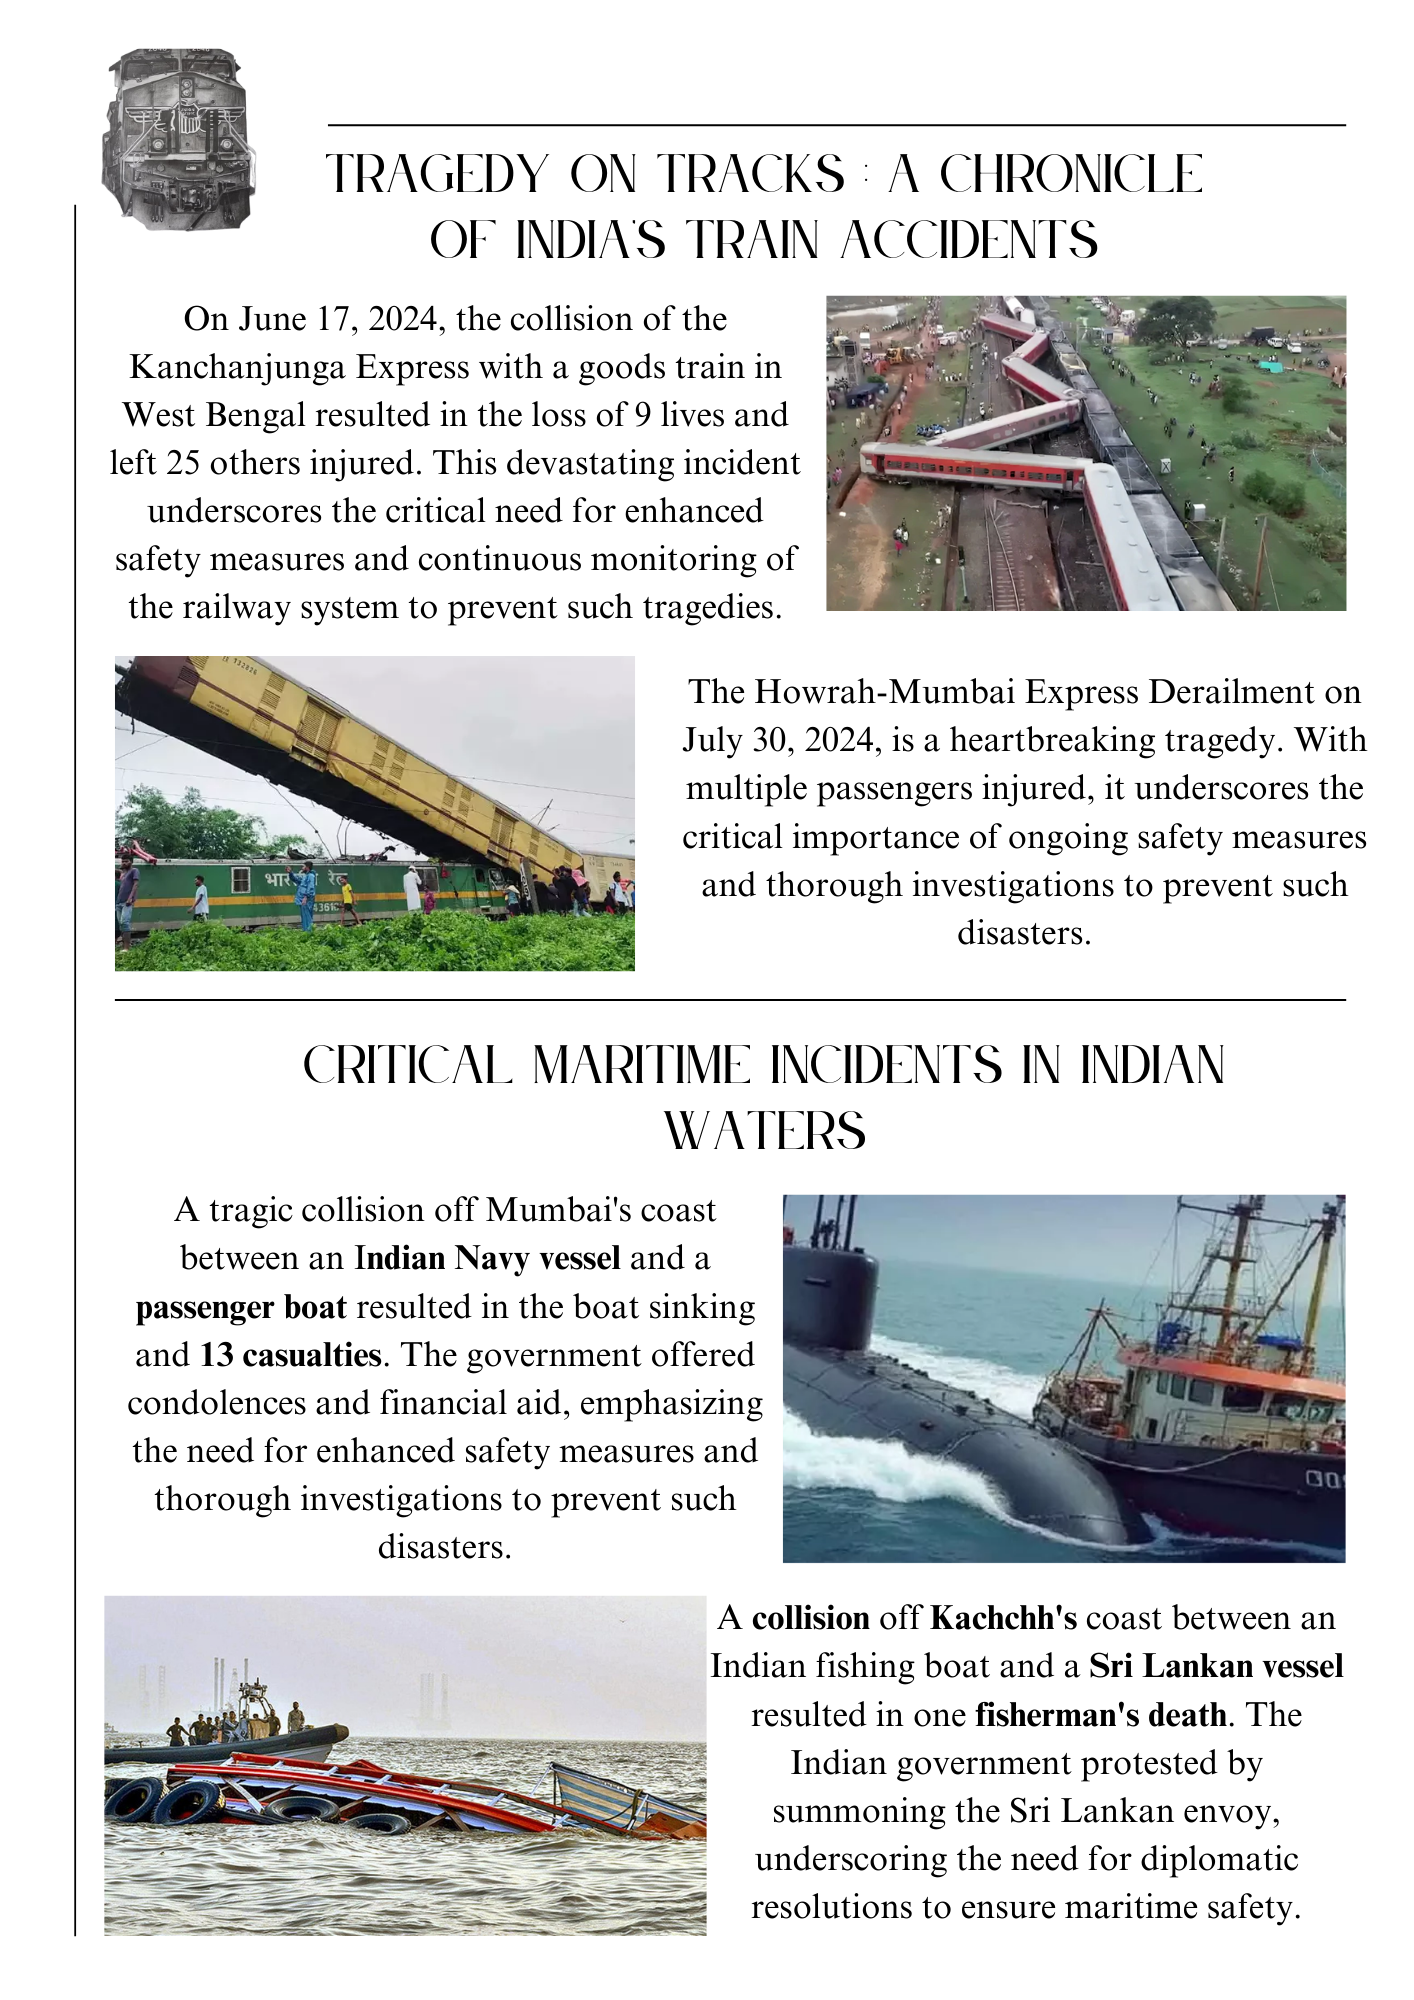 TRAGEDY ON TRACKS : A CHRONICLE
OF INDIA'S TRAIN ACCIDENTS
On June 17, 2024, the collision of the
Kanchanjunga Express with a goods train in
West Bengal resulted in the loss of 9 lives and
left 25 others injured. This devastating incident
underscores the critical need for enhanced
safety measures and continuous monitoring of
the railway system to prevent such tragedies.
The Howrah-Mumbai Express Derailment on
July 30, 2024, is a heartbreaking tragedy. With
multiple passengers injured, it underscores the
critical importance of ongoing safety measures
and thorough investigations to prevent such
disasters.
CRITICAL MARITIME INCIDENTS IN INDIAN
WATERS
A tragic collision off Mumbai's coast
between an Indian Navy vessel and a
passenger boat resulted in the boat sinking
and 13 casualties. The government offered
condolences and financial aid, emphasizing
the need for enhanced safety measures and
thorough investigations to prevent such
disasters.
A collision off Kachchh's coast between an
Indian fishing boat and a Sri Lankan vessel
resulted in one fisherman's death. The
Indian government protested by
summoning the Sri Lankan envoy,
underscoring the need for diplomatic
resolutions to ensure maritime safety.